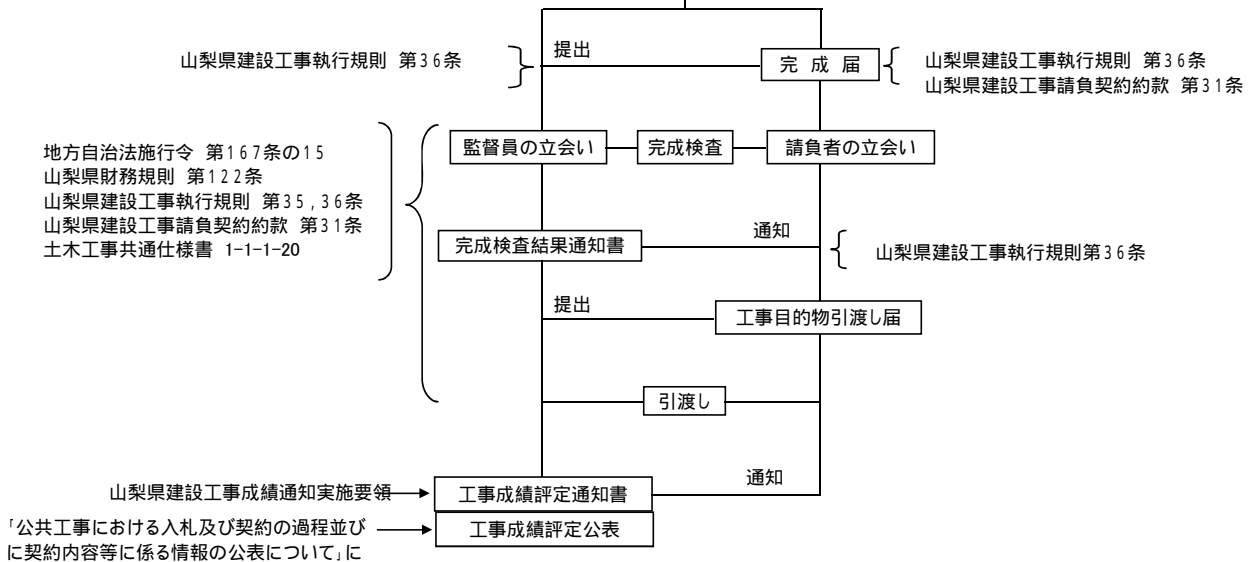 山梨県建設工事執行規則 第36条
提出
完 成 届
山梨県建設工事執行規則 第36条
山梨県建設工事請負契約約款 第31条
地方自治法施行令 第167条の15
山梨県財務規則 第122条
山梨県建設工事執行規則 第35,36条
山梨県建設工事請負契約約款 第31条
土木工事共通仕様書 1-1-1-20
監督員の立会い
完成検査
請負者の立会い
完成検査結果通知書
通知
山梨県建設工事執行規則第36条
提出
工事目的物引渡し届
引渡し
山梨県建設工事成績通知実施要領
工事成績評定通知書
通知
「公共工事における入札及び契約の過程並び
に契約内容等に係る情報の公表について」に
工事成績評定公表